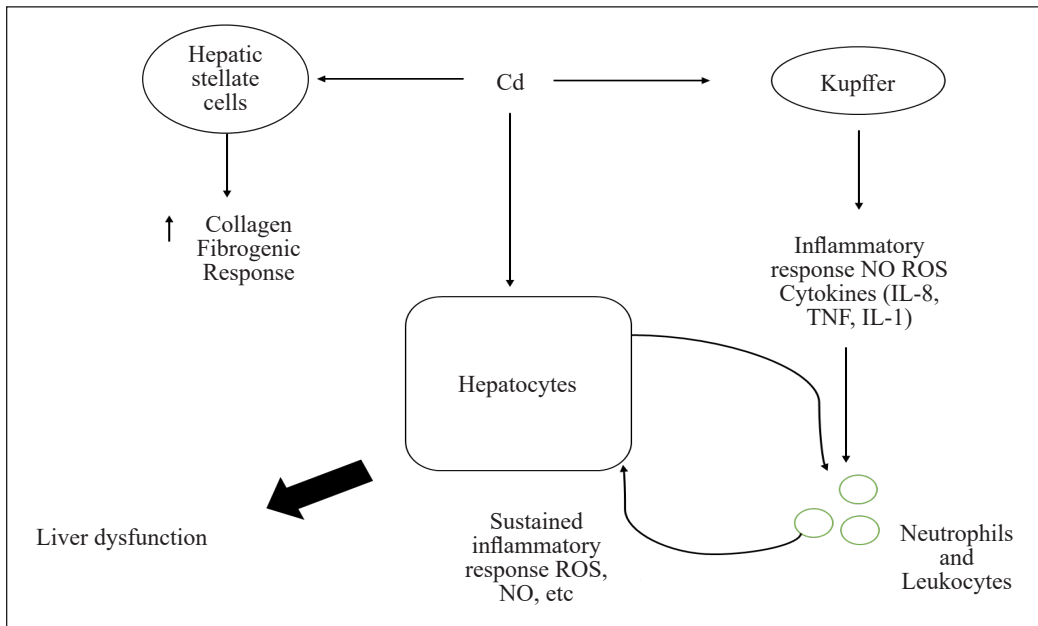 Hepatic
stellate
cells
Cd
Kupffer
Collagen
Fibrogenic
Response
Inflammatory
response NO ROS
Cytokines (IL-8,
TNF, IL-1)
Hepatocytes
Liver dysfunction
Sustained
inflammatory
response ROS,
NO, etc
Neutrophils
and
Leukocytes